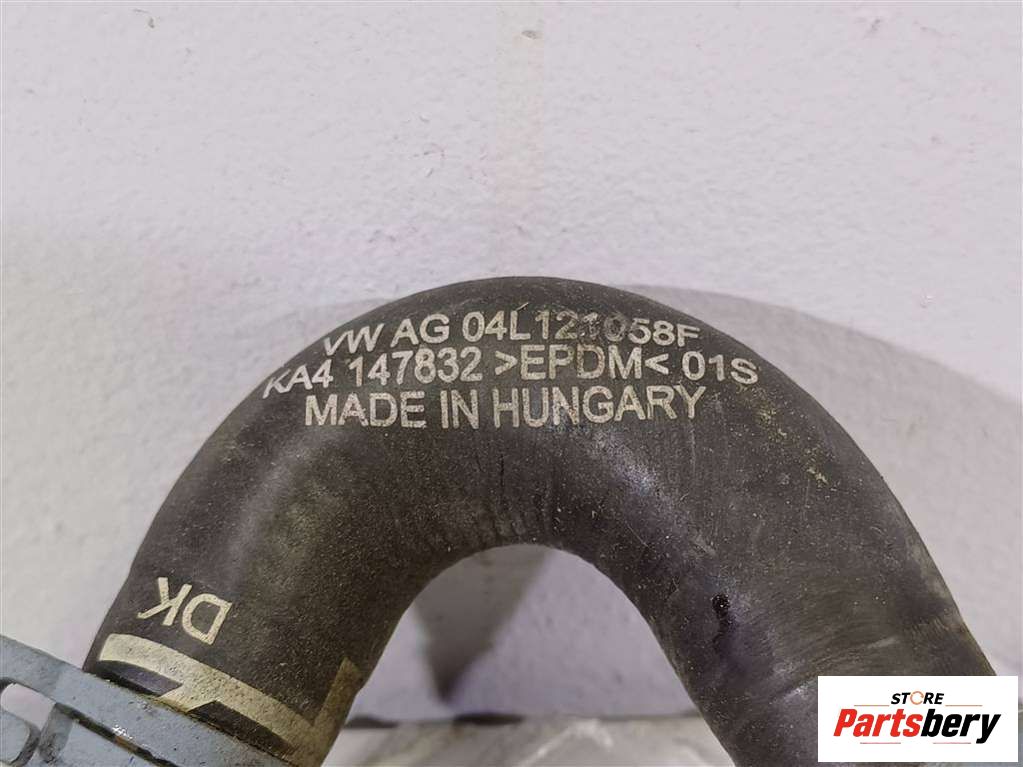 VW AG 04L121058F
KA4 147832 >EPDM< 01S
MADE IN HUNGARY
DK
STORE
Partsbery